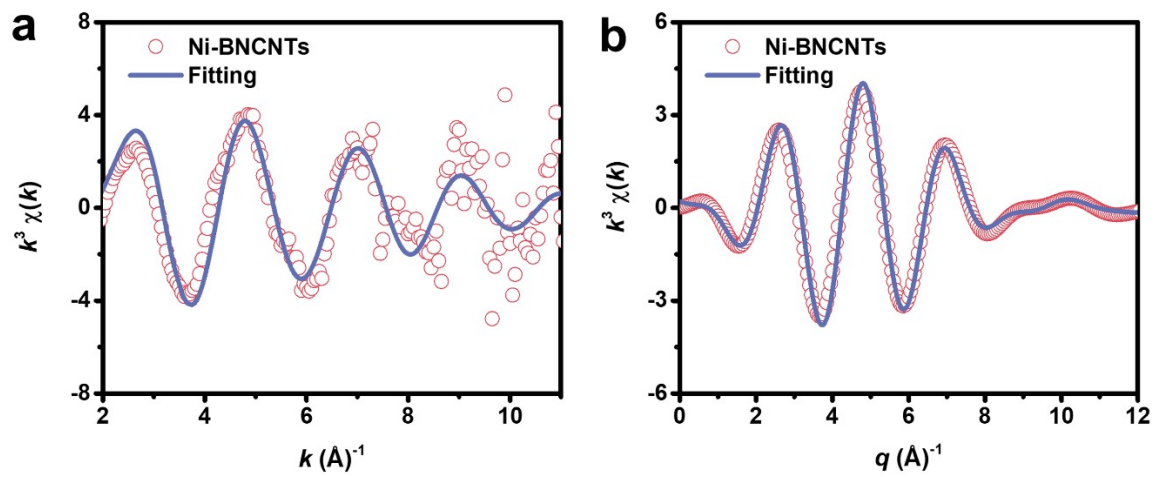 a
8
4
0
-4
-8
k³ χ(k)
Ni-BNCNTs
Fitting
2 4 6 8 10
k (Å)⁻¹
b
6
3
0
-3
-6
k³ χ(k)
Ni-BNCNTs
Fitting
0 2 4 6 8 10 12
q (Å)⁻¹